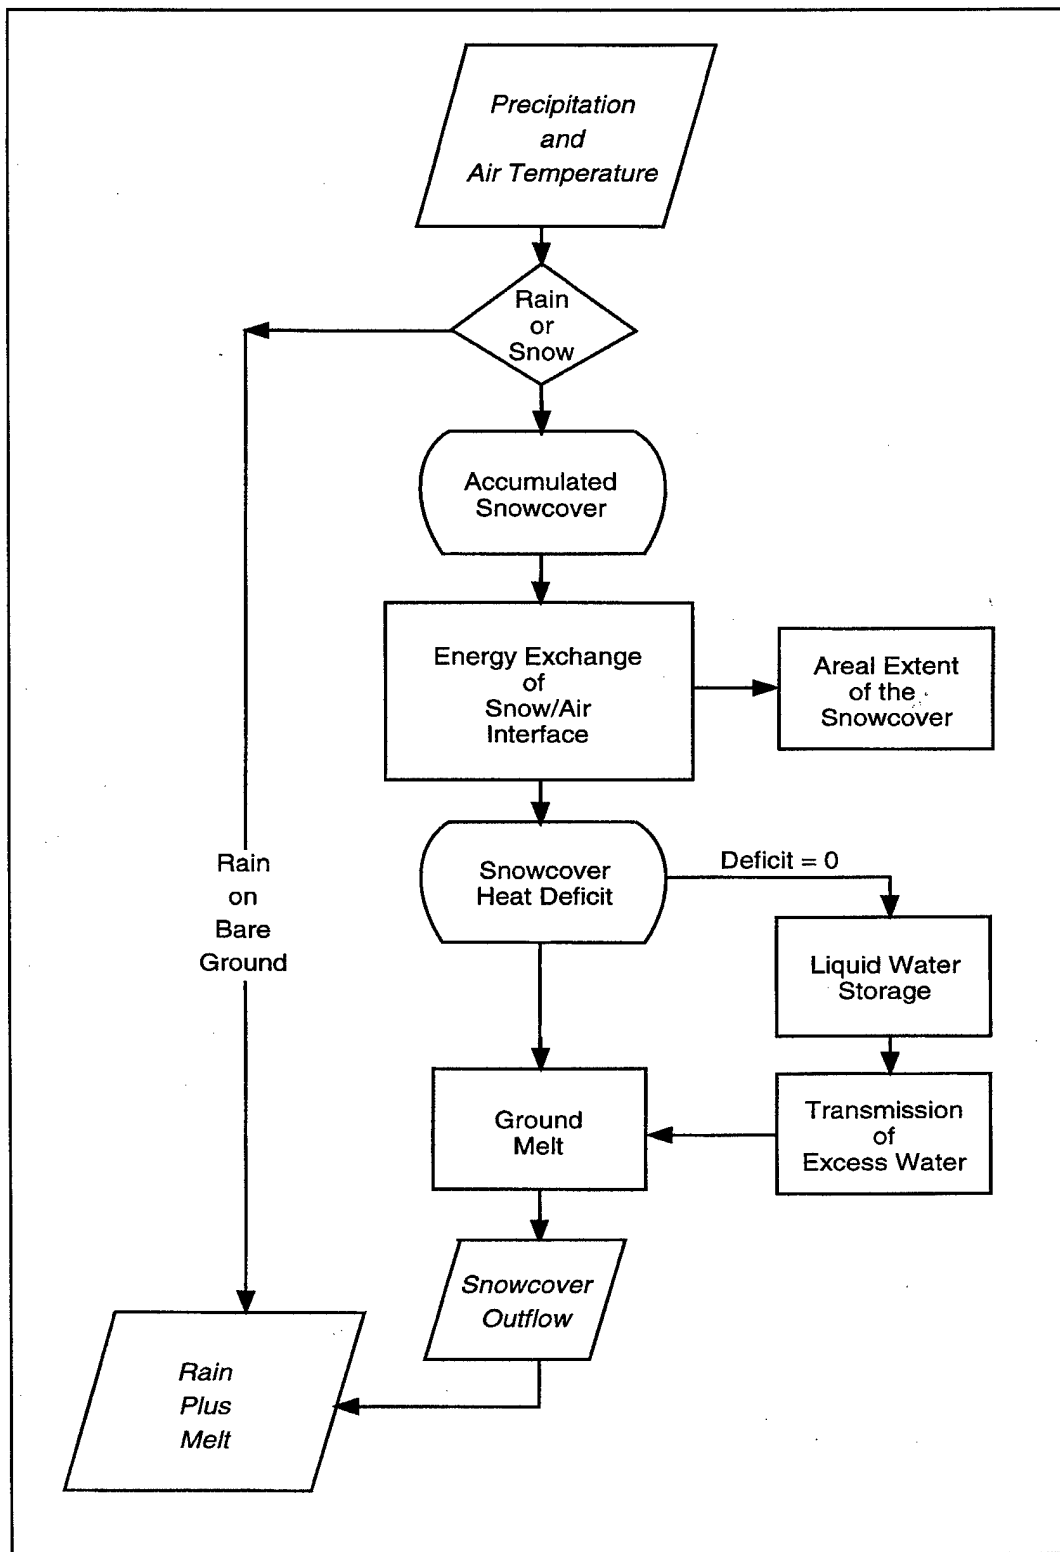 Precipitation
and
Air Temperature
Rain
or
Snow
Accumulated
Snowcover
Energy Exchange
of
Snow/Air
Interface
Areal Extent
of the
Snowcover
Rain
on
Bare
Ground
Snowcover
Heat Deficit
Deficit = 0
Liquid Water
Storage
Ground
Melt
Transmission
of
Excess Water
Snowcover
Outflow
Rain
Plus
Melt